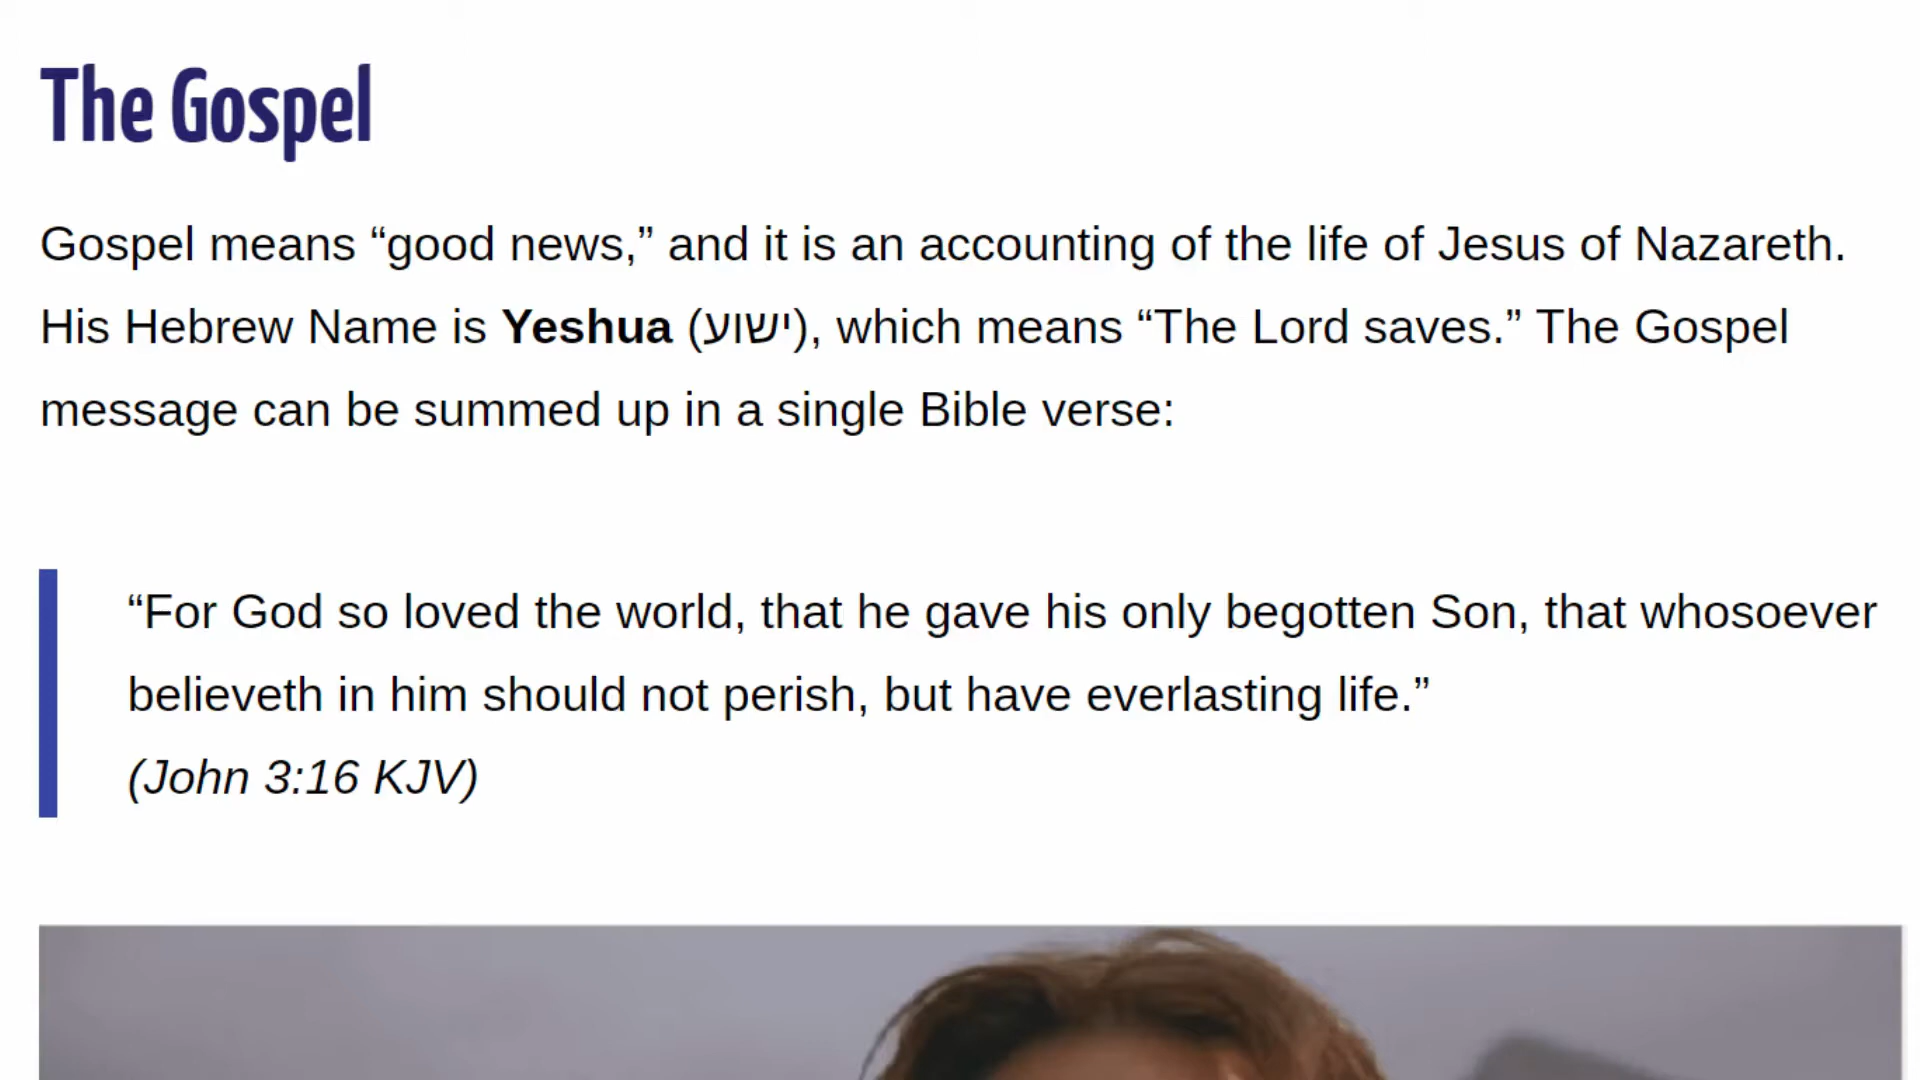 The Gospel
Gospel means “good news,” and it is an accounting of the life of Jesus of Nazareth.
His Hebrew Name is Yeshua (ישוע), which means “The Lord saves.” The Gospel
message can be summed up in a single Bible verse:
“For God so loved the world, that he gave his only begotten Son, that whosoever
believeth in him should not perish, but have everlasting life.”
(John 3:16 KJV)